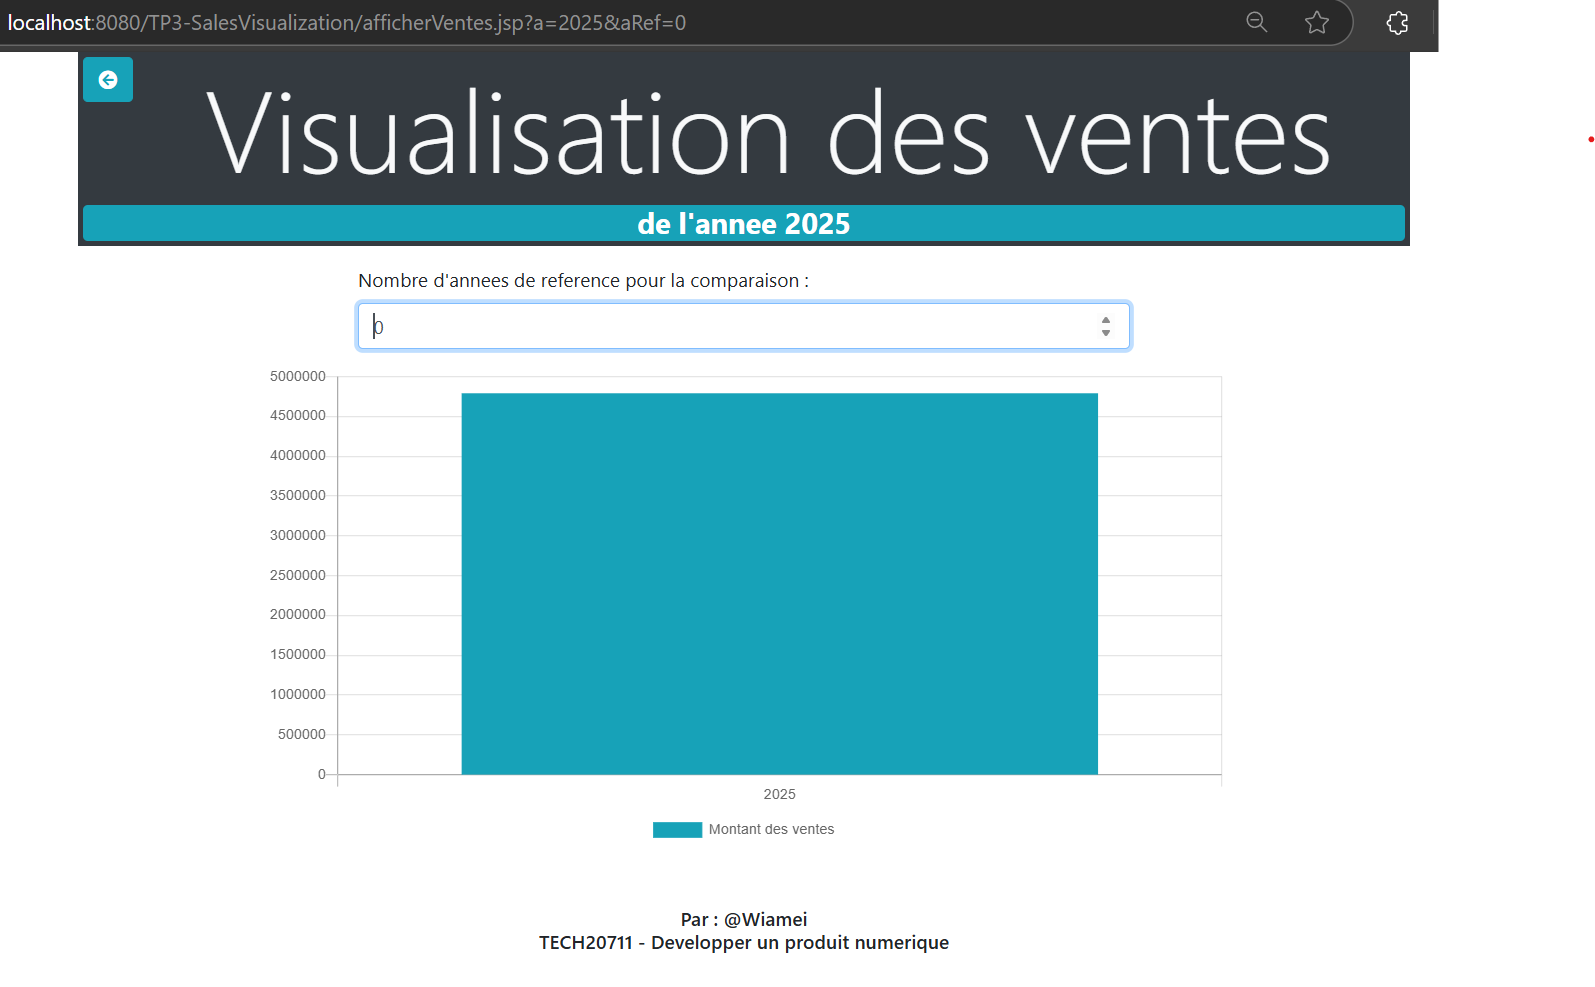 localhost:8080/TP3-SalesVisualization/afficherVentes.jsp?a=2025&aRef=0
Visualisation des ventes
de l'annee 2025
Nombre d'annees de reference pour la comparaison :
0
5000000
4500000
4000000
3500000
3000000
2500000
2000000
1500000
1000000
500000
0
2025
Montant des ventes
Par : @Wiamei
TECH20711 - Developper un produit numerique